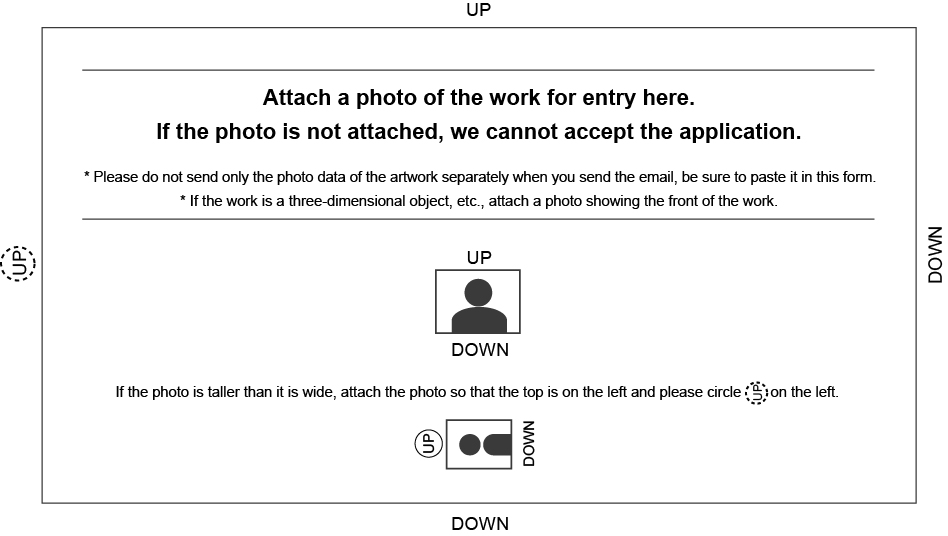 UP
Attach a photo of the work for entry here.
If the photo is not attached, we cannot accept the application.
* Please do not send only the photo data of the artwork separately when you send the email, be sure to paste it in this form.
* If the work is a three-dimensional object, etc., attach a photo showing the front of the work.
UP
DOWN
UP
DOWN
If the photo is taller than it is wide, attach the photo so that the top is on the left and please circle UP on the left.
UP
DOWN
DOWN